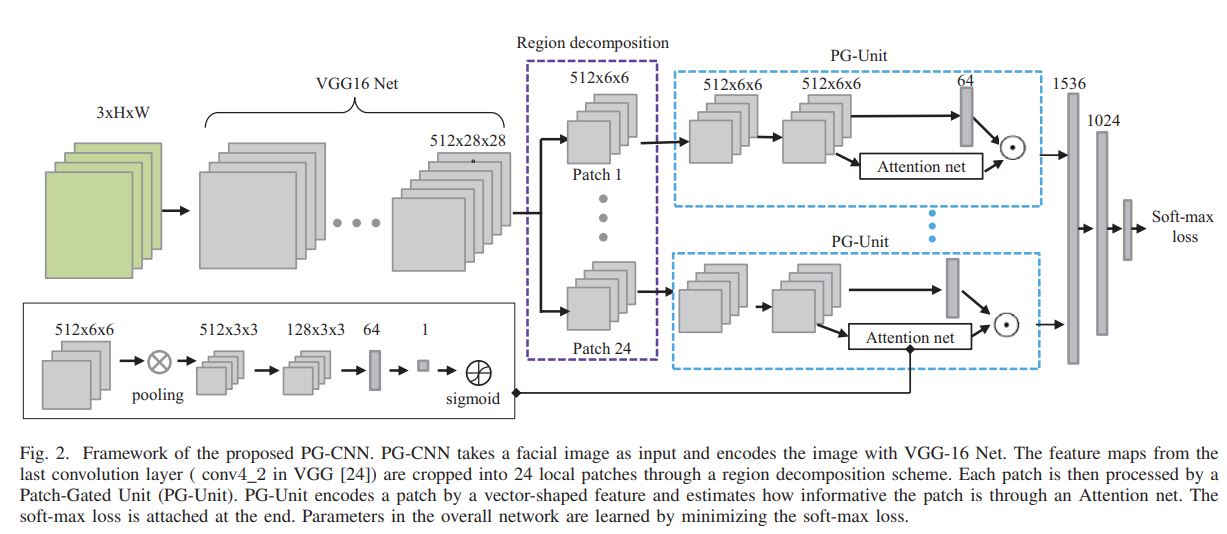 Region decomposition
PG-Unit
VGG16 Net
3xHxW
512x28x28
512x6x6
Patch 1
Patch 24
512x6x6
512x6x6
64
Attention net
PG-Unit
Attention net
1536
1024
Soft-max
loss
512x6x6
512x3x3
128x3x3
64
1
pooling
sigmoid
Fig. 2. Framework of the proposed PG-CNN. PG-CNN takes a facial image as input and encodes the image with VGG-16 Net. The feature maps from the
last convolution layer ( conv4_2 in VGG [24]) are cropped into 24 local patches through a region decomposition scheme. Each patch is then processed by a
Patch-Gated Unit (PG-Unit). PG-Unit encodes a patch by a vector-shaped feature and estimates how informative the patch is through an Attention net. The
soft-max loss is attached at the end. Parameters in the overall network are learned by minimizing the soft-max loss.